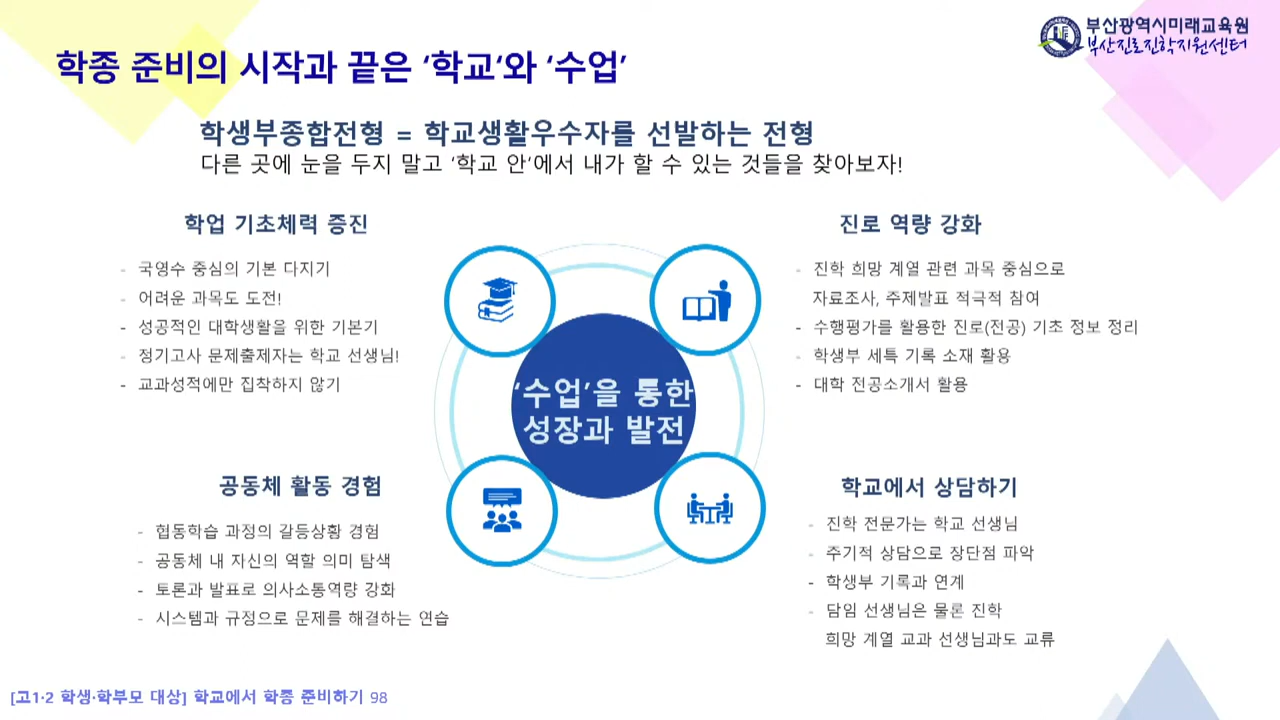 부산광역시미래교육원
부산진로진학지원센터
학종 준비의 시작과 끝은 ‘학교‘와 ‘수업’
학생부종합전형 = 학교생활우수자를 선발하는 전형
다른 곳에 눈을 두지 말고 ‘학교 안’에서 내가 할 수 있는 것들을 찾아보자!
학업 기초체력 증진
- 국영수 중심의 기본 다지기
- 어려운 과목도 도전!
- 성공적인 대학생활을 위한 기본기
- 정기고사 문제출제자는 학교 선생님!
- 교과성적에만 집착하지 않기
진로 역량 강화
- 진학 희망 계열 관련 과목 중심으로
자료조사, 주제발표 적극적 참여
- 수행평가를 활용한 진로(전공) 기초 정보 정리
- 학생부 세특 기록 소재 활용
- 대학 전공소개서 활용
‘수업’을 통한
성장과 발전
공동체 활동 경험
- 협동학습 과정의 갈등상황 경험
- 공동체 내 자신의 역할 의미 탐색
- 토론과 발표로 의사소통역량 강화
- 시스템과 규정으로 문제를 해결하는 연습
학교에서 상담하기
- 진학 전문가는 학교 선생님
- 주기적 상담으로 장단점 파악
- 학생부 기록과 연계
- 담임 선생님은 물론 진학
희망 계열 교과 선생님과도 교류
[고1·2 학생·학부모 대상] 학교에서 학종 준비하기 98